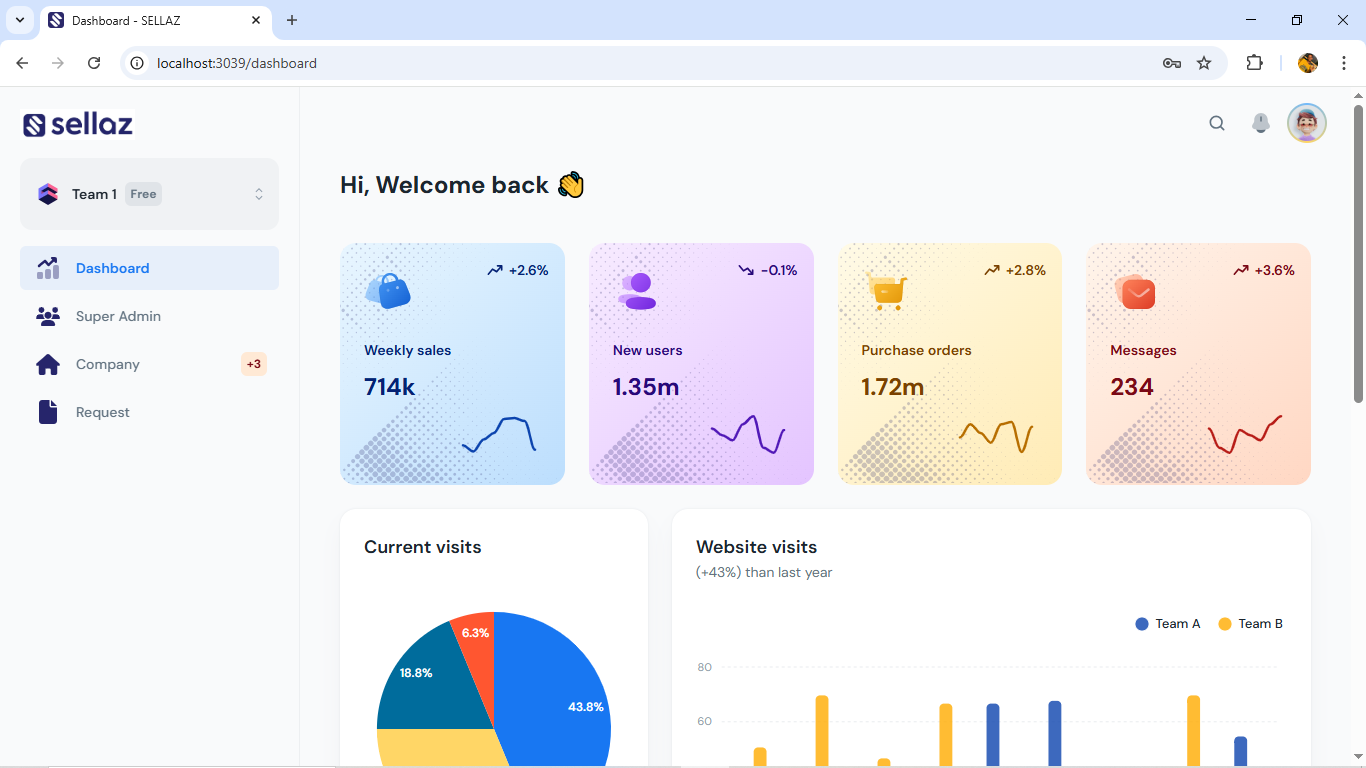 Dashboard - SELLAZ
localhost:3039/dashboard
sellaz
Team 1 Free
Dashboard
Super Admin
Company +3
Request
Hi, Welcome back 👋
+2.6%
Weekly sales
714k
-0.1%
New users
1.35m
+2.8%
Purchase orders
1.72m
+3.6%
Messages
234
Current visits
6.3%
18.8%
43.8%
Website visits
(+43%) than last year
Team A Team B
80
60